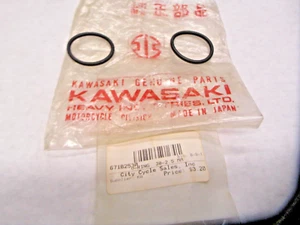 純正部品
KAWASAKI GENUINE PARTS
KAWASAKI
HEAVY INDUSTRIES, LTD.
MOTORCYCLE DIVISION MADE IN JAPAN
City Cycle Sales, Inc
Price: